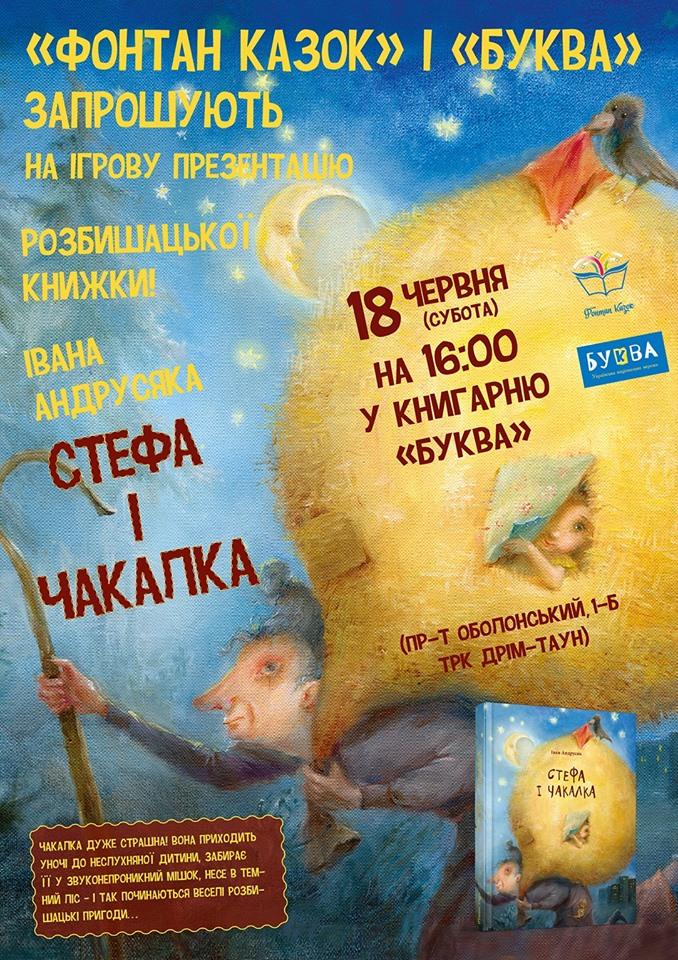 «ФОНТАН КАЗОК» І «БУКВА»
ЗАПРОШУЮТЬ
НА ІГРОВУ ПРЕЗЕНТАЦІЮ
РОЗБИШАЦЬКОЇ
КНИЖКИ!
ІВАНА
АНДРУСЯКА
СТЕФА
І
ЧАКАЛКА
18 ЧЕРВНЯ
(СУБОТА)
НА 16:00
У КНИГАРНЮ
«БУКВА»
Фонтан Казок
БУКВА
Українська національна мережа
(ПР-Т ОБОЛОНСЬКИЙ, 1-Б
ТРК ДРІМ-ТАУН)
Іван Андрусяк
СТЕФА
І ЧАКАЛКА
ЧАКАЛКА ДУЖЕ СТРАШНА! ВОНА ПРИХОДИТЬ
УНОЧІ ДО НЕСЛУХНЯНОЇ ДИТИНИ, ЗАБИРАЄ
ЇЇ У ЗВУКОНЕПРОНИКНИЙ МІШОК, НЕСЕ В ТЕМ-
НИЙ ЛІС - І ТАК ПОЧИНАЮТЬСЯ ВЕСЕЛІ РОЗБИ-
ШАЦЬКІ ПРИГОДИ...